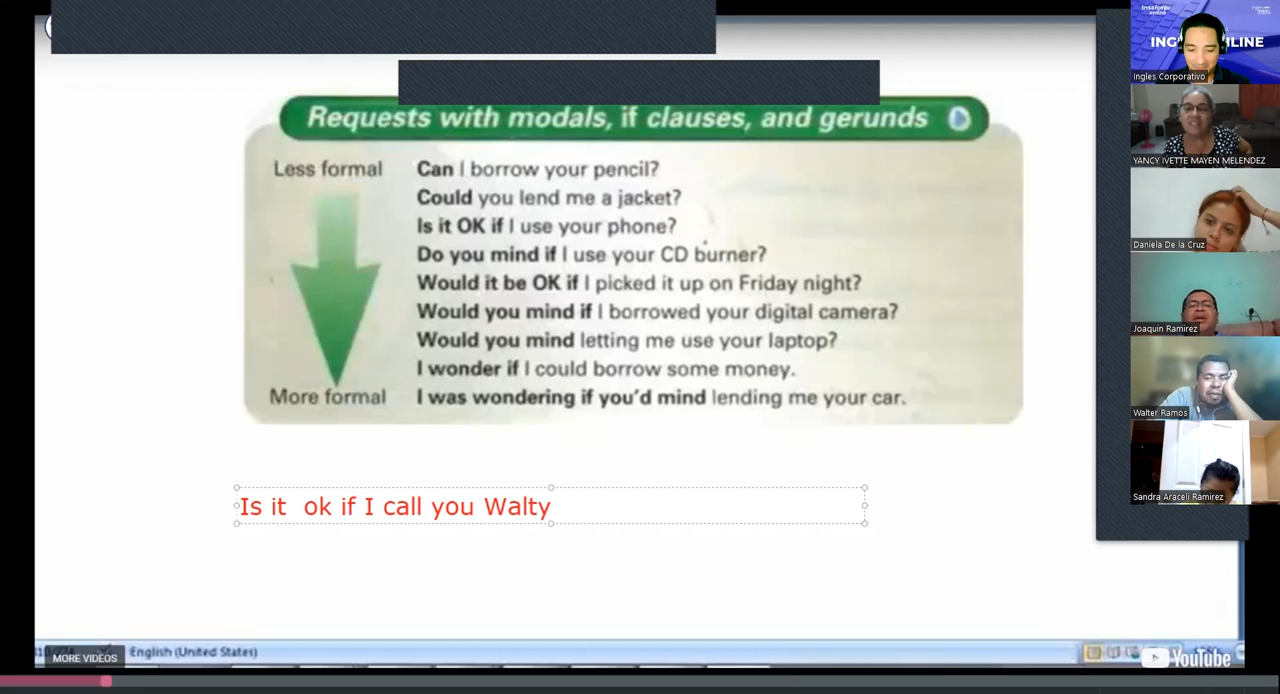 Requests with modals, if clauses, and gerunds
Less formal
Can I borrow your pencil?
Could you lend me a jacket?
Is it OK if I use your phone?
Do you mind if I use your CD burner?
Would it be OK if I picked it up on Friday night?
Would you mind if I borrowed your digital camera?
Would you mind letting me use your laptop?
I wonder if I could borrow some money.
More formal
I was wondering if you'd mind lending me your car.
Is it  ok if I call you Walty
English (United States)
MORE VIDEOS
YouTube
Insaforp
online
Ingles Corporativo
YANCY IVETTE MAYEN MELENDEZ
Daniela De la Cruz
Joaquin Ramirez
Walter Ramos
Sandra Araceli Ramirez